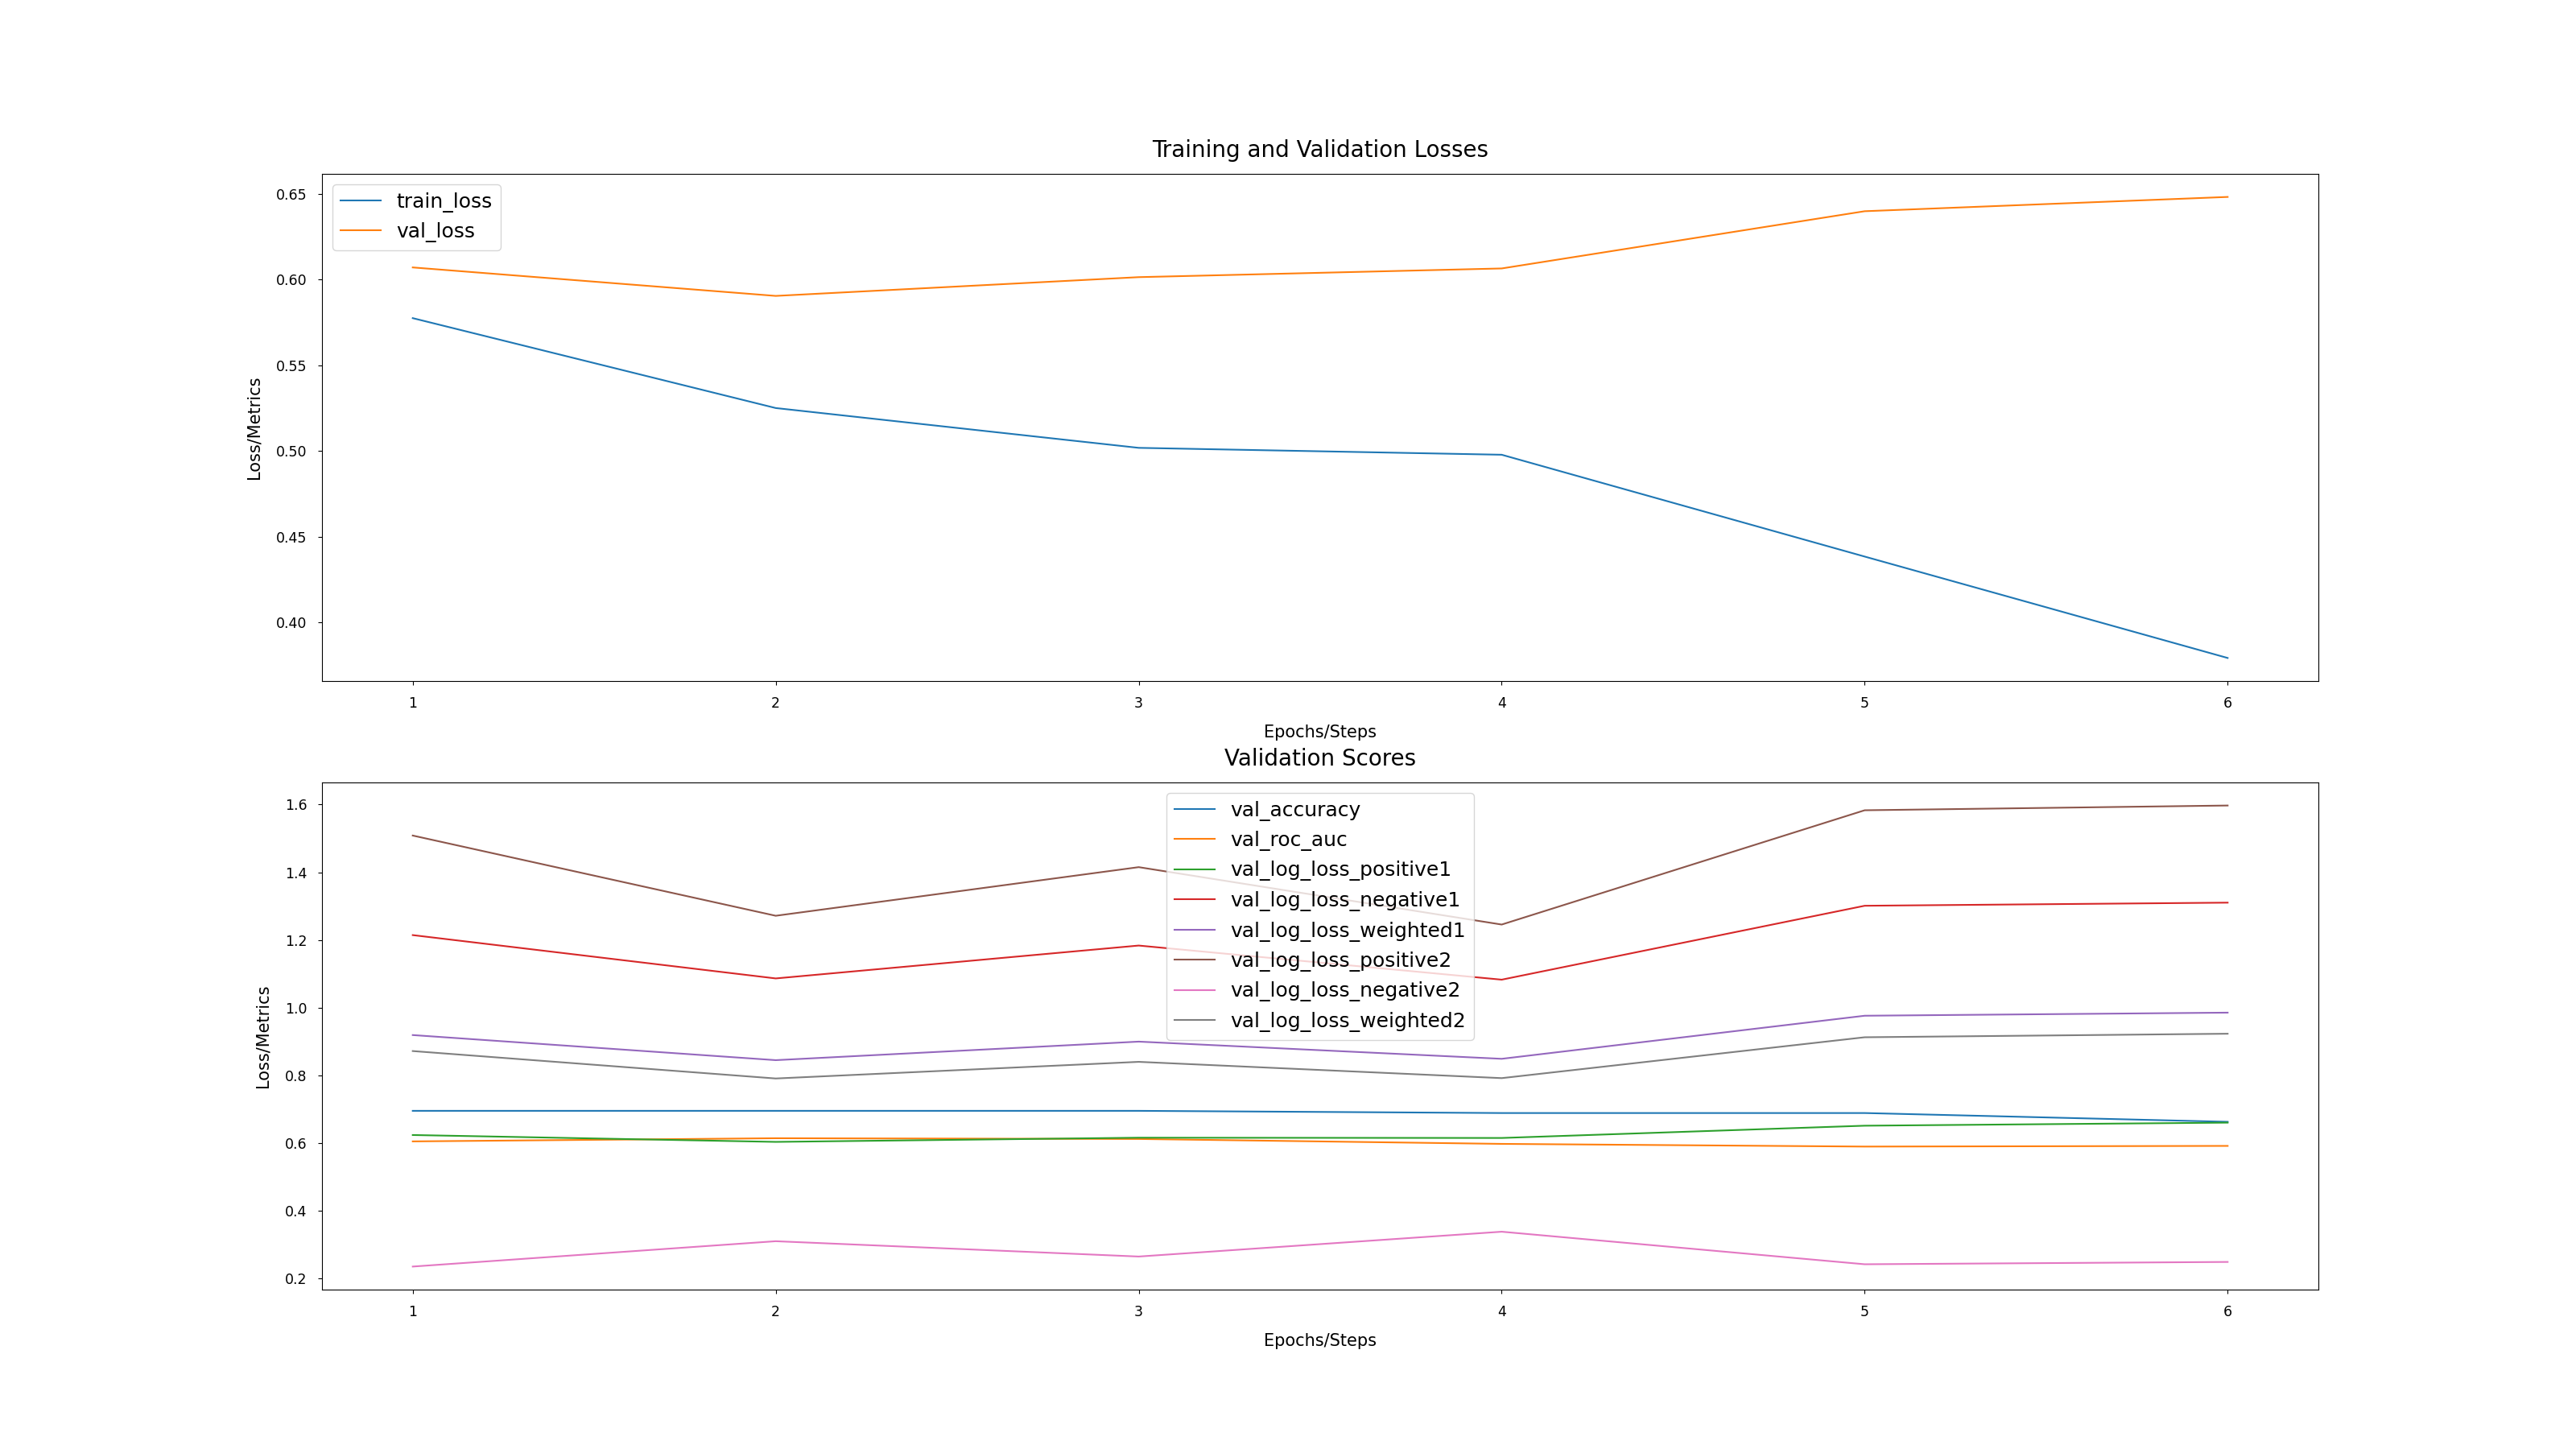 Training and Validation Losses
train_loss
val_loss
0.65
0.60
0.55
0.50
0.45
0.40
Loss/Metrics
1 2 3 4 5 6
Epochs/Steps
Validation Scores
val_accuracy
val_roc_auc
val_log_loss_positive1
val_log_loss_negative1
val_log_loss_weighted1
val_log_loss_positive2
val_log_loss_negative2
val_log_loss_weighted2
1.6
1.4
1.2
1.0
0.8
0.6
0.4
0.2
Loss/Metrics
1 2 3 4 5 6
Epochs/Steps